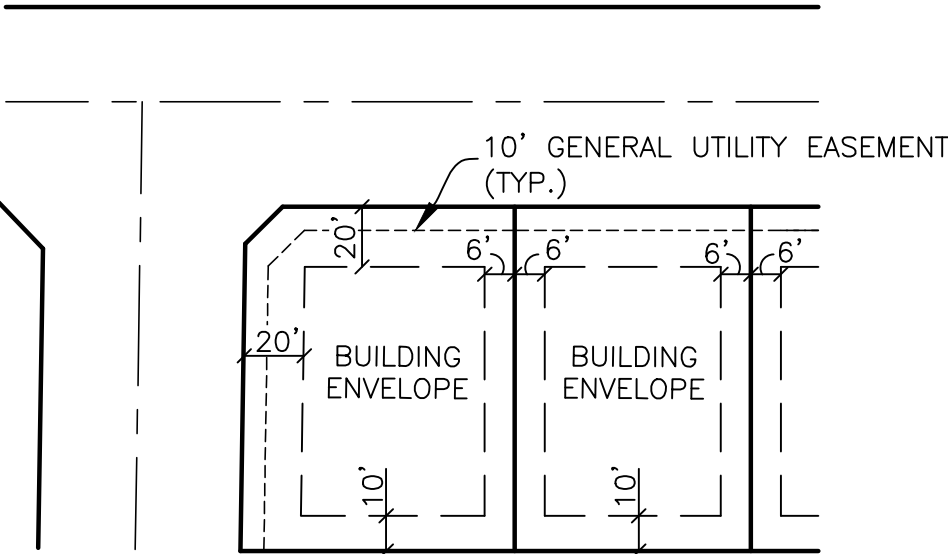 10' GENERAL UTILITY EASEMENT
(TYP.)
20'
6' 6' 6' 6'
20'
BUILDING
ENVELOPE
BUILDING
ENVELOPE
10' 10'